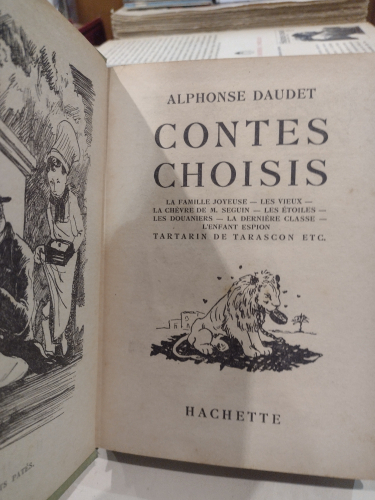 ALPHONSE DAUDET
CONTES
CHOISIS
LA FAMILLE JOYEUSE — LES VIEUX —
LA CHÈVRE DE M. SEGUIN — LES ÉTOILES —
LES DOUANIERS — LA DERNIÈRE CLASSE —
L'ENFANT ESPION
TARTARIN DE TARASCON ETC.
HACHETTE
PATÉS.